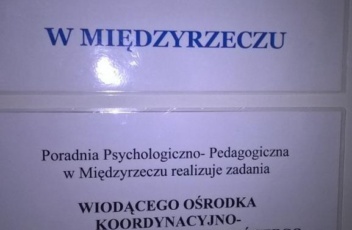 W MIĘDZYRZECZU
Poradnia Psychologiczno- Pedagogiczna
w Międzyrzeczu realizuje zadania
WIODĄCEGO OŚRODKA
KOORDYNACYJNO-